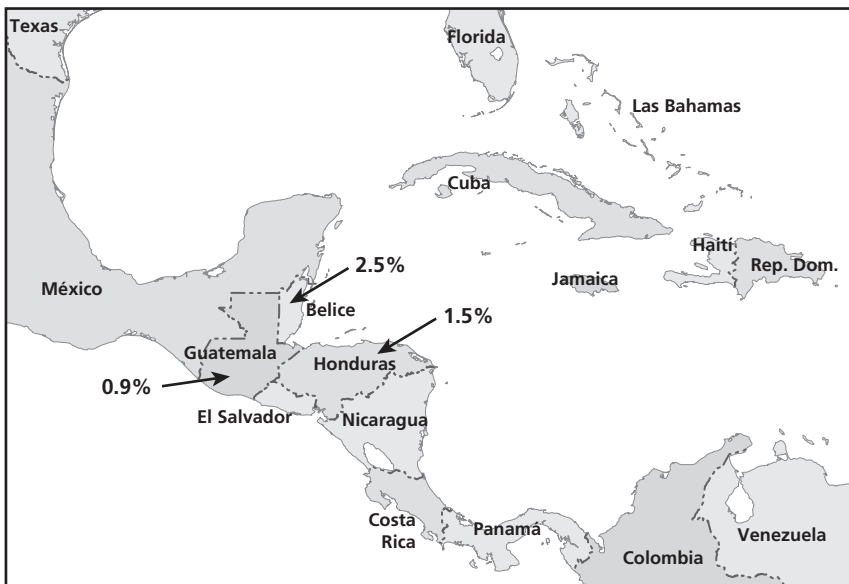 Texas
Florida
Las Bahamas
Cuba
Haití
Rep. Dom.
Jamaica
2.5%
México
Belice
1.5%
Guatemala
Honduras
0.9%
El Salvador
Nicaragua
Costa
Rica
Panamá
Venezuela
Colombia